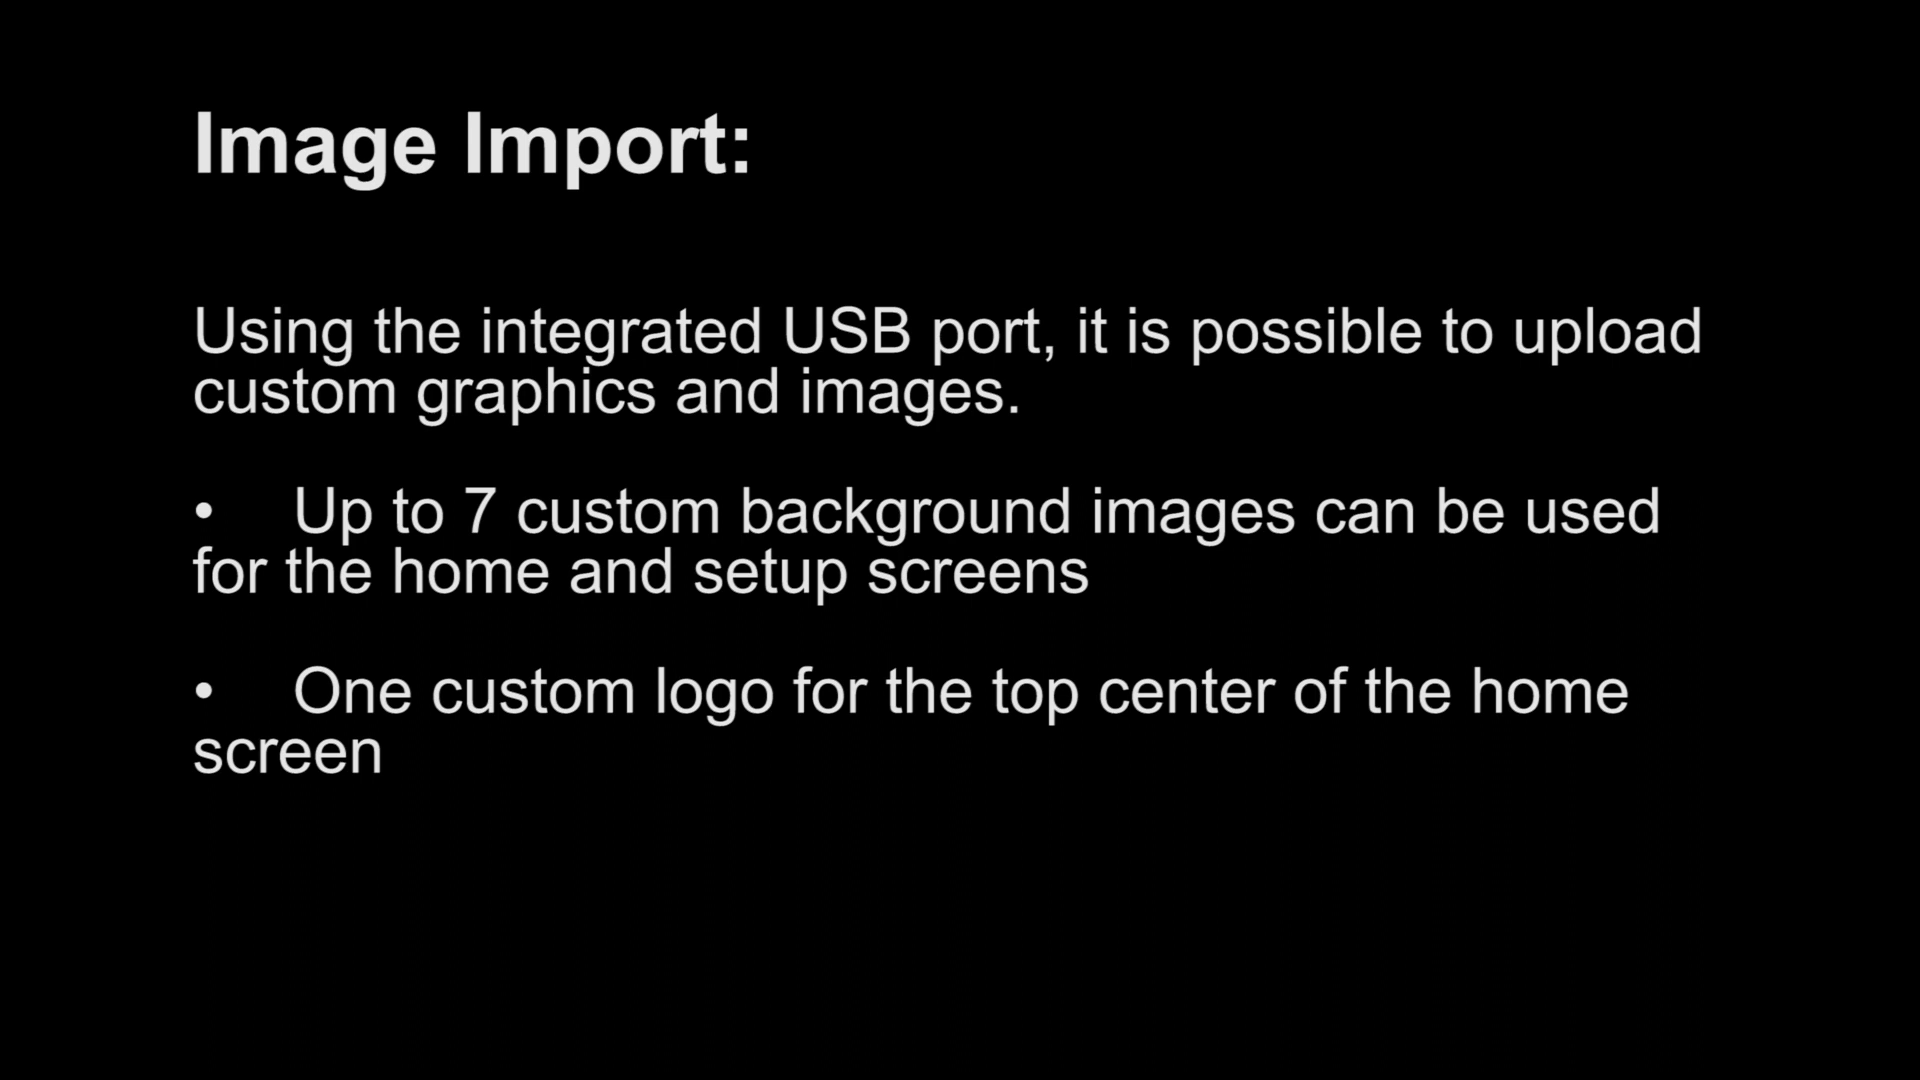 Image Import:
Using the integrated USB port, it is possible to upload
custom graphics and images.
• Up to 7 custom background images can be used
for the home and setup screens
• One custom logo for the top center of the home
screen